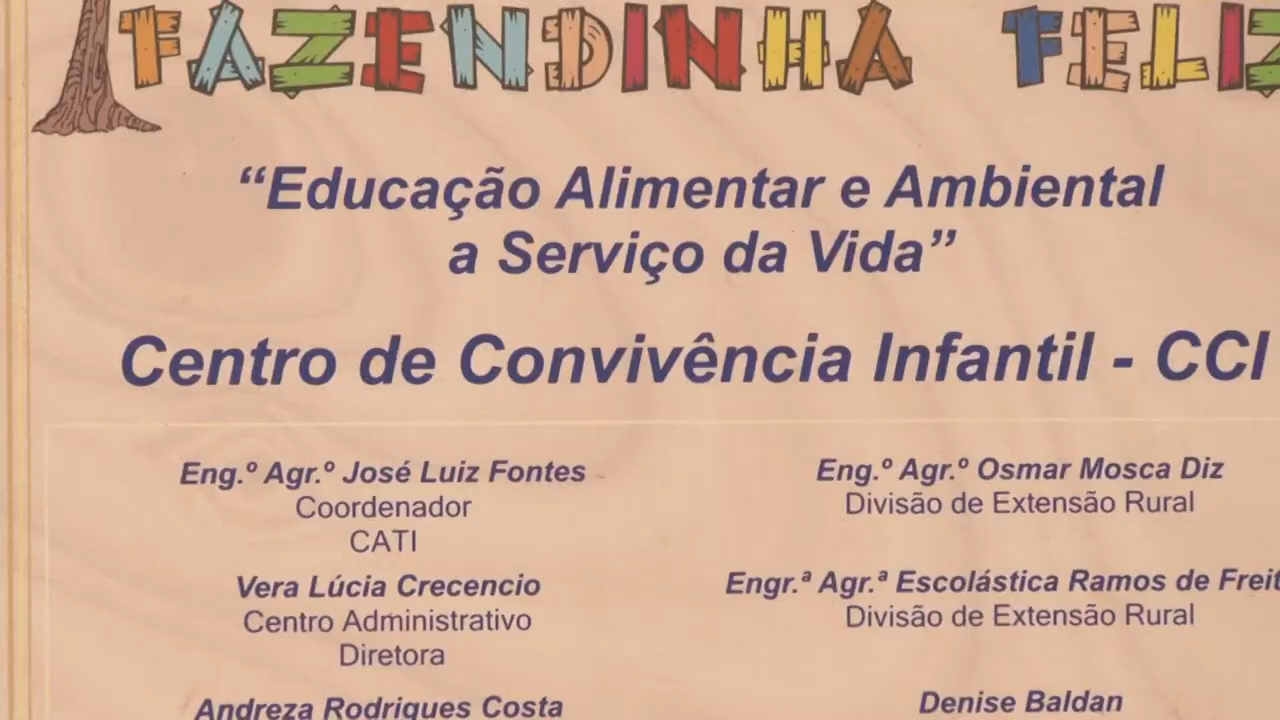 FAZENDINHA FELIZ
“Educação Alimentar e Ambiental
a Serviço da Vida”
Centro de Convivência Infantil - CCI
Eng.º Agr.º José Luiz Fontes
Coordenador
CATI
Vera Lúcia Crecencio
Centro Administrativo
Diretora
Andreza Rodrigues Costa
Eng.º Agr.º Osmar Mosca Diz
Divisão de Extensão Rural
Engr.ª Agr.ª Escolástica Ramos de Freit
Divisão de Extensão Rural
Denise Baldan